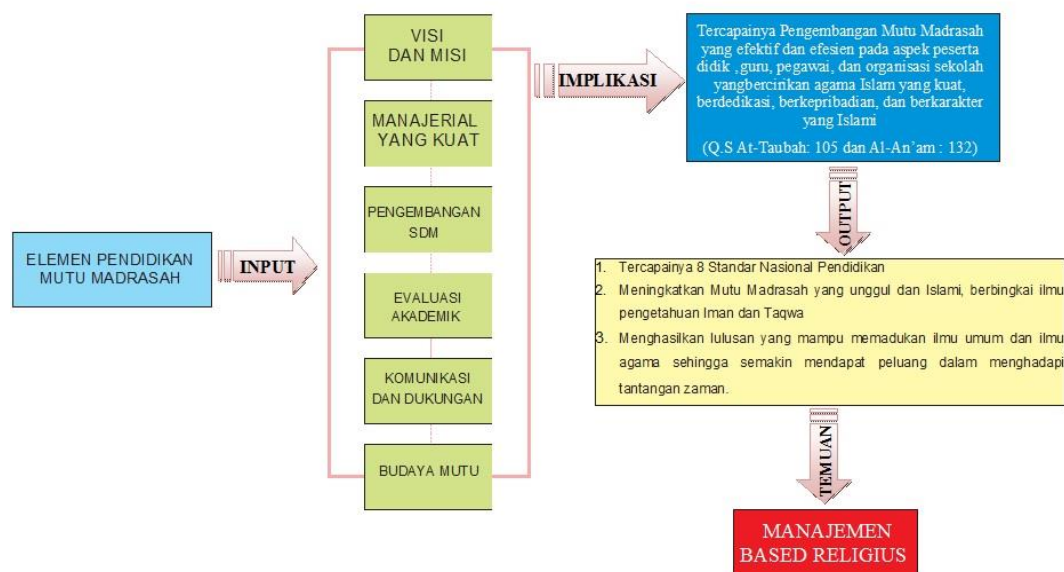 ELEMEN PENDIDIKAN
MUTU MADRASAH
INPUT
VISI
DAN MISI
MANAJERIAL
YANG KUAT
PENGEMBANGAN
SDM
EVALUASI
AKADEMIK
KOMUNIKASI
DAN DUKUNGAN
BUDAYA MUTU
IMPLIKASI
Tercapainya Pengembangan Mutu Madrasah
yang efektif dan efesien pada aspek peserta
didik ,guru, pegawai, dan organisasi sekolah
yangbercirikan agama Islam yang kuat,
berdedikasi, berkepribadian, dan berkarakter
yang Islami
(Q.S At-Taubah: 105 dan Al-An’am : 132)
OUTPUT
1. Tercapainya 8 Standar Nasional Pendidikan
2. Meningkatkan Mutu Madrasah yang unggul dan Islami, berbingkai ilmu
pengetahuan Iman dan Taqwa
3. Menghasilkan lulusan yang mampu memadukan ilmu umum dan ilmu
agama sehingga semakin mendapat peluang dalam menghadapi
tantangan zaman.
TEMUAN
MANAJEMEN
BASED RELIGIUS